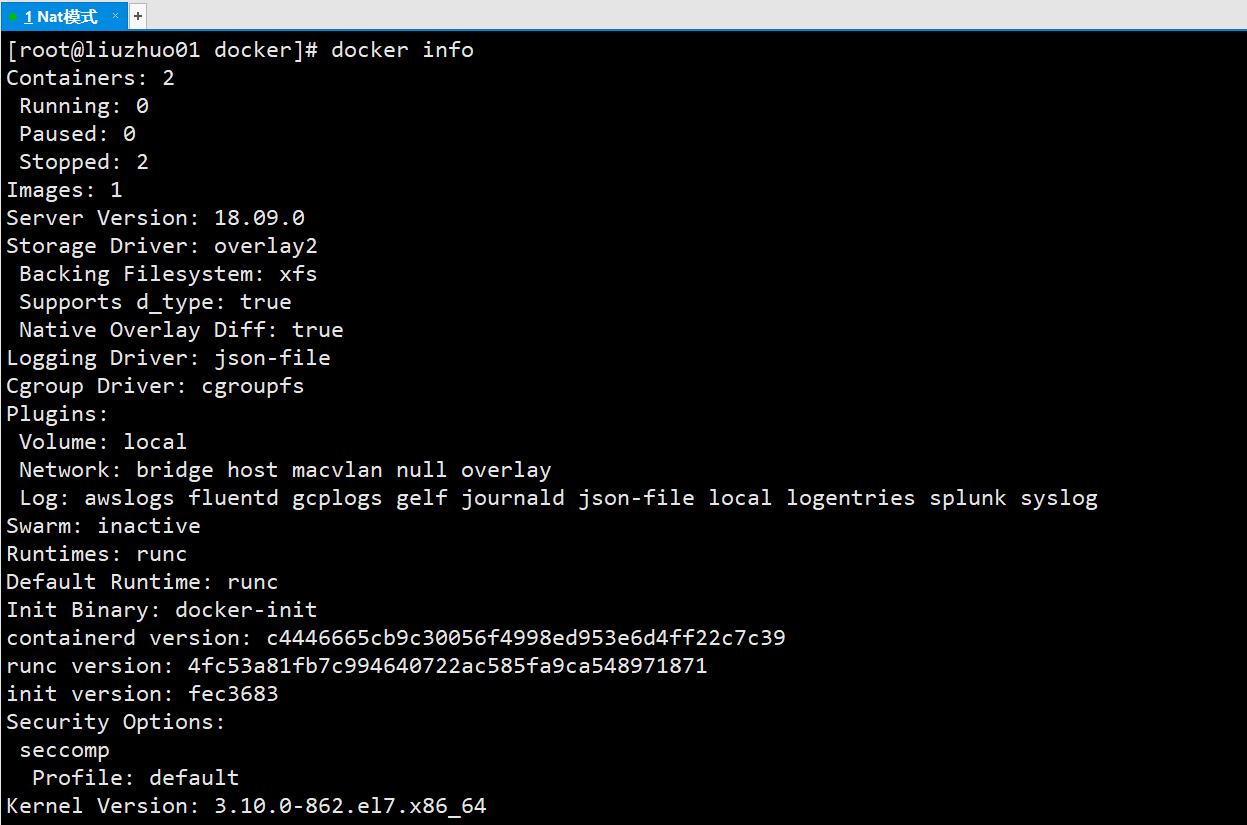 1 Nat模式 × +
[root@liuzhuo01 docker]# docker info
Containers: 2
 Running: 0
 Paused: 0
 Stopped: 2
Images: 1
Server Version: 18.09.0
Storage Driver: overlay2
 Backing Filesystem: xfs
 Supports d_type: true
 Native Overlay Diff: true
Logging Driver: json-file
Cgroup Driver: cgroupfs
Plugins:
 Volume: local
 Network: bridge host macvlan null overlay
 Log: awslogs fluentd gcplogs gelf journald json-file local logentries splunk syslog
Swarm: inactive
Runtimes: runc
Default Runtime: runc
Init Binary: docker-init
containerd version: c4446665cb9c30056f4998ed953e6d4ff22c7c39
runc version: 4fc53a81fb7c994640722ac585fa9ca548971871
init version: fec3683
Security Options:
 seccomp
  Profile: default
Kernel Version: 3.10.0-862.el7.x86_64